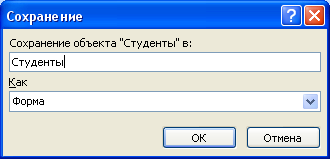 Сохранение
Сохранение объекта "Студенты" в:
Студенты
Как
Форма
ОК
Отмена